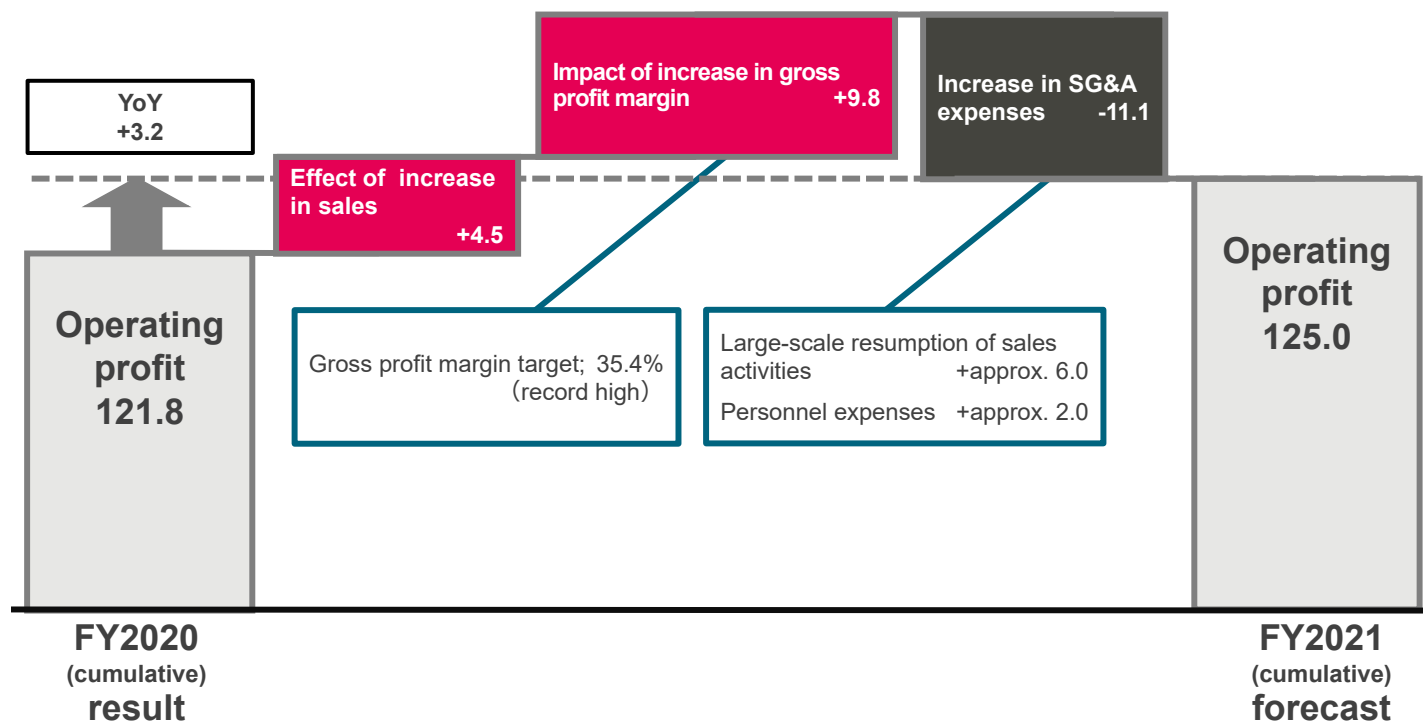 YoY
+3.2
Effect of increase
in sales
+4.5
Impact of increase in gross
profit margin +9.8
Increase in SG&A
expenses -11.1
Operating
profit
121.8
Gross profit margin target; 35.4%
（record high）
Large-scale resumption of sales
activities +approx. 6.0
Personnel expenses +approx. 2.0
Operating
profit
125.0
FY2020
(cumulative)
result
FY2021
(cumulative)
forecast